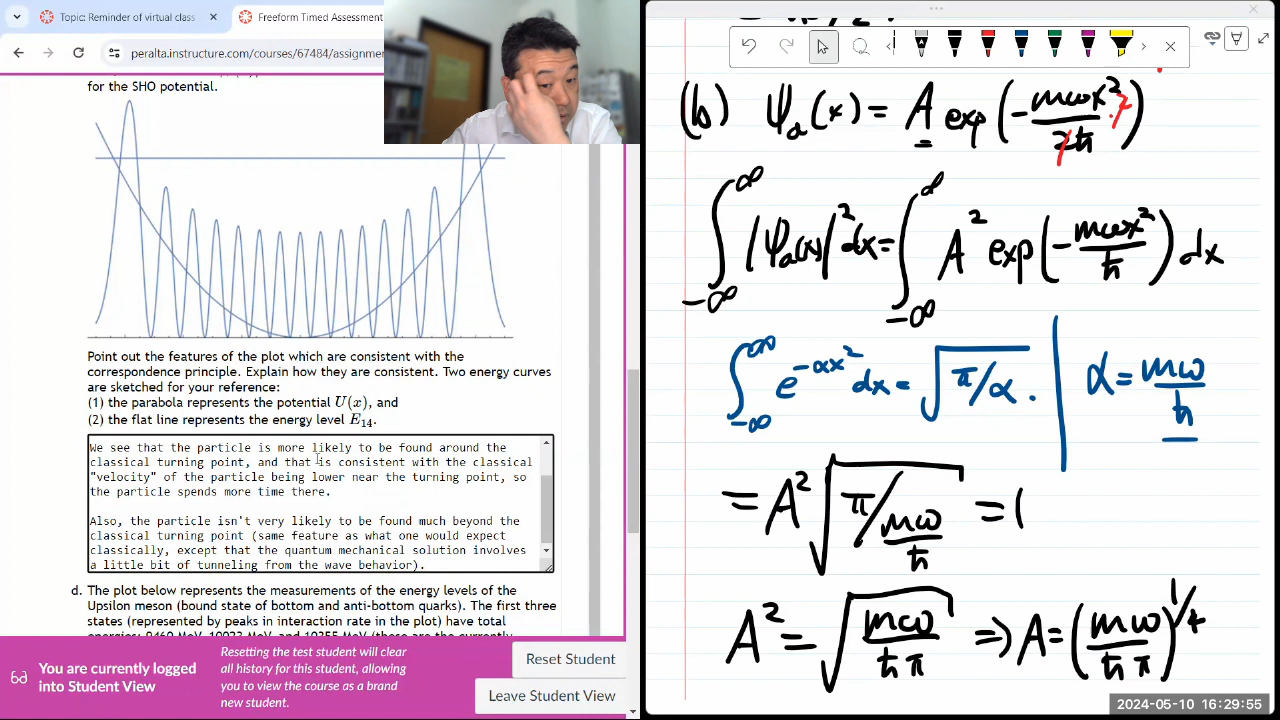 Topic: Reminder of virtual class
Freeform Timed Assessment
peralta.instructure.com/courses/67484/assignme
for the SHO potential.
Point out the features of the plot which are consistent with the
correspondence principle. Explain how they are consistent. Two energy curves
are sketched for your reference:
(1) the parabola represents the potential U(x), and
(2) the flat line represents the energy level E₁₄.
We see that the particle is more likely to be found around the
classical turning point, and that is consistent with the classical
"velocity" of the particle being lower near the turning point, so
the particle spends more time there.
Also, the particle isn't very likely to be found much beyond the
classical turning point (same feature as what one would expect
classically, except that the quantum mechanical solution involves
a little bit of tunneling from the wave behavior).
d. The plot below represents the measurements of the energy levels of the
Upsilon meson (bound state of bottom and anti-bottom quarks). The first three
states (represented by peaks in interaction rate in the plot) have total
You are currently logged
into Student View
Resetting the test student will clear
all history for this student, allowing
you to view the course as a brand
new student.
Reset Student
Leave Student View
(b) ψₐ(x) = A exp(-mωx²·2/2ħ)
∫_{-∞}^{∞} |ψₐ(x)|² dx = ∫_{-∞}^{∞} A² exp(-mωx²/ħ) dx
∫_{-∞}^{∞} e^{-αx²} dx = √(π/α). | α = mω/ħ
= A² √(π/(mω/ħ)) = 1
A² = √(mω/ħπ) ⇒ A = (mω/ħπ)^{1/4}
2024-05-10 16:29:55